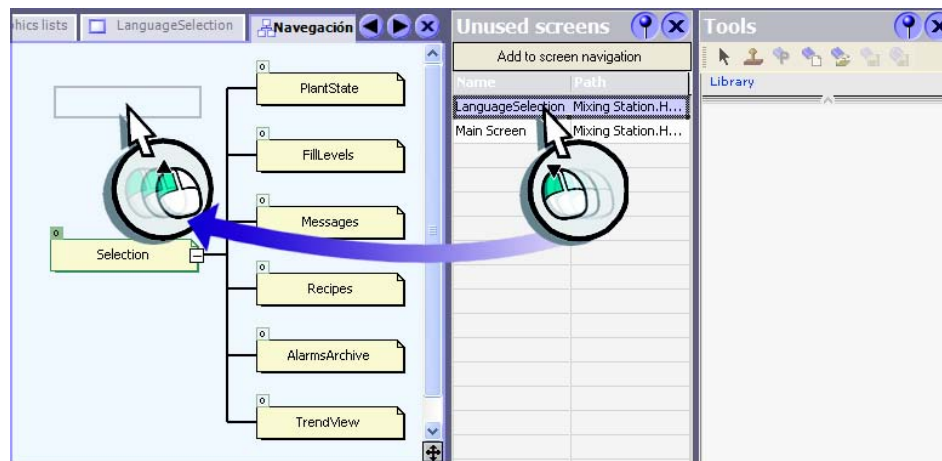 hics lists
LanguageSelection
Navegación
o
PlantState
o
FillLevels
o
Messages
o
Selection
o
Recipes
o
AlarmsArchive
o
TrendView
Unused screens
Add to screen navigation
Name Path
LanguageSelection Mixing Station.H...
Main Screen Mixing Station.H...
Tools
Library